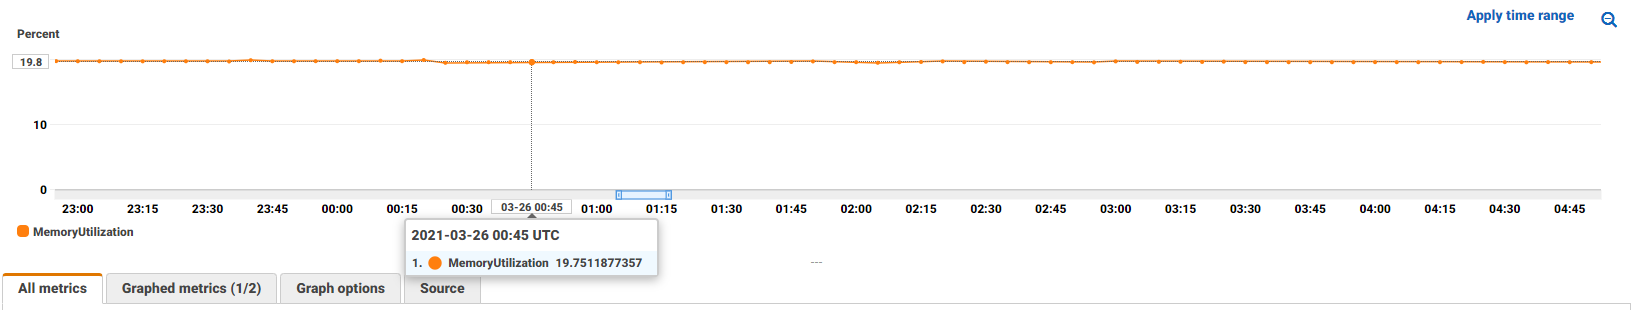 Apply time range
Percent
19.8
10
0
23:00 23:15 23:30 23:45 00:00 00:15 00:30 03-26 00:45 01:00 01:15 01:30 01:45 02:00 02:15 02:30 02:45 03:00 03:15 03:30 03:45 04:00 04:15 04:30 04:45
MemoryUtilization
2021-03-26 00:45 UTC
1. MemoryUtilization 19.7511877357
---
All metrics Graphed metrics (1/2) Graph options Source